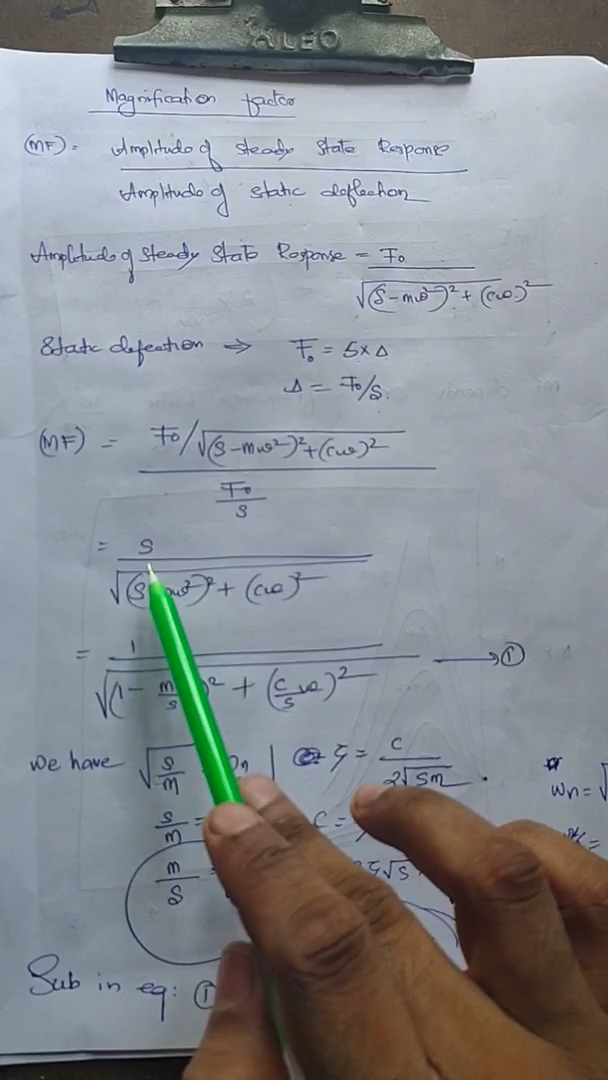 ALEO
Magnification factor
(MF) = Amplitude of steady state Response
Amplitude of static deflection
Amplitude of steady state Response = F₀
√(S-mω²)²+(cω)²
Static defection ⇒ F₀ = S×Δ
Δ = F₀/S.
(MF) = F₀/√(S-mω²)²+(cω)²
F₀
S
= S
√(S ω²)²+(cω)²
= 1 ①
√(1- m/s )²+(c/s ω)²
We have √S/m ωn | ξ = c
2√Sm
ωn = √
S/m = C =
m/S = ξ√S
Sub in eq: ①